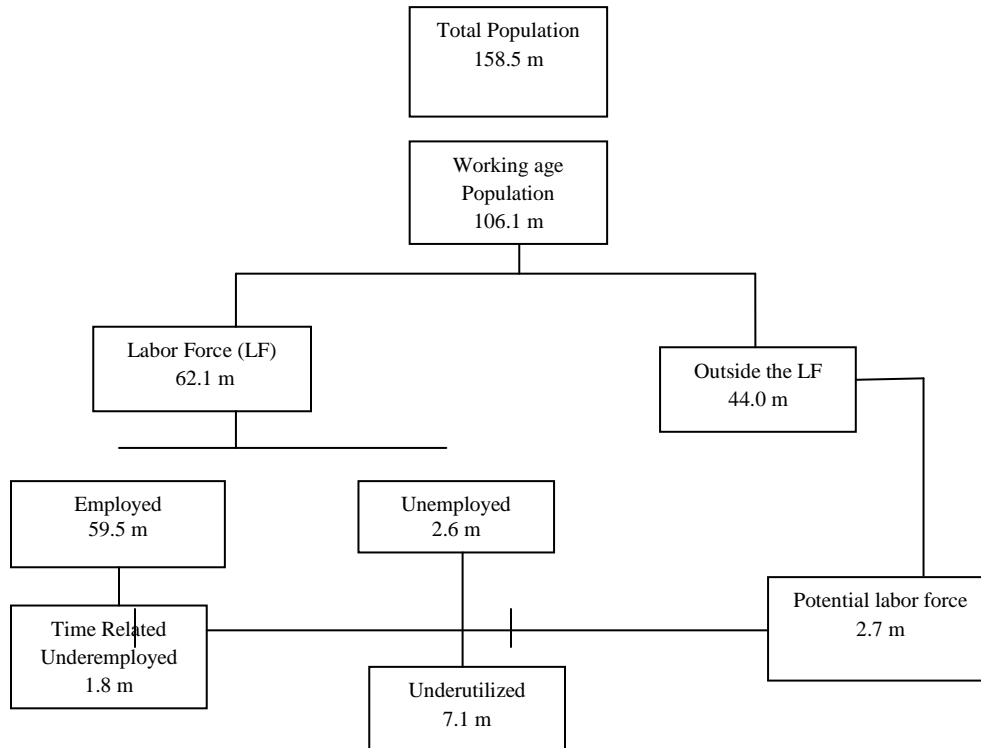 Total Population
158.5 m
Working age
Population
106.1 m
Labor Force (LF)
62.1 m
Outside the LF
44.0 m
Employed
59.5 m
Unemployed
2.6 m
Time Related
Underemployed
1.8 m
Potential labor force
2.7 m
Underutilized
7.1 m